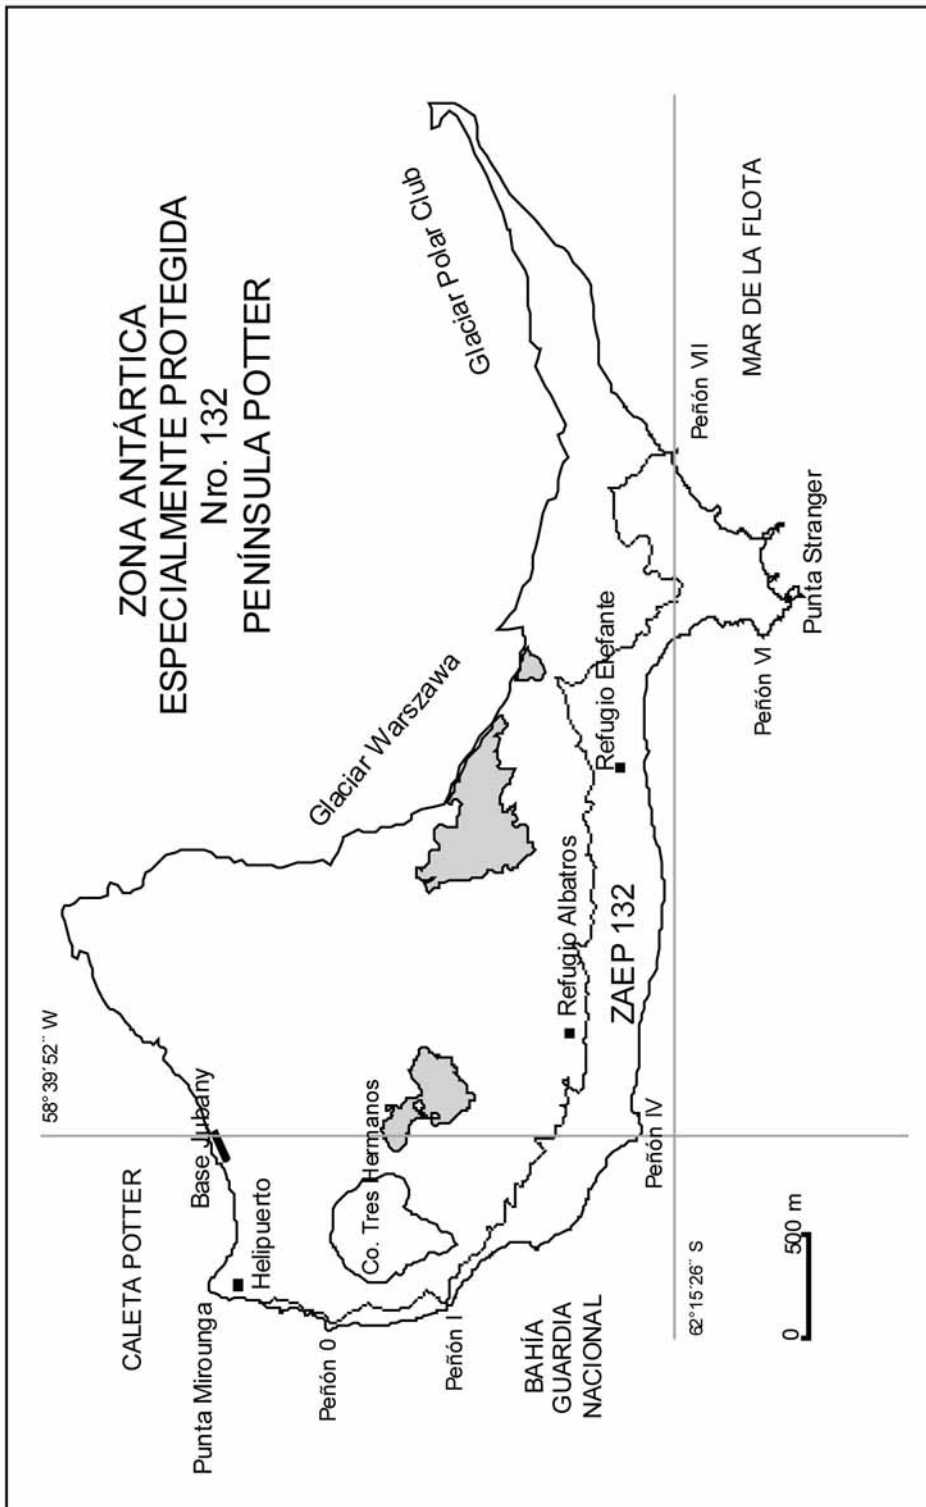 ZONA ANTÁRTICA
ESPECIALMENTE PROTEGIDA
Nro. 132
PENÍNSULA POTTER
58°39´52¨ W
CALETA POTTER
Base Jubany
Punta Mirounga
Helipuerto
Glaciar Warszawa
Glaciar Polar Club
Co. Tres Hermanos
Peñón 0
Peñón I
BAHÍA
GUARDIA
NACIONAL
Refugio Albatros
Refugio Elefante
ZAEP 132
Peñón IV
Peñón VII
MAR DE LA FLOTA
Peñón VI
Punta Stranger
62°15'26¨ S
0
500 m